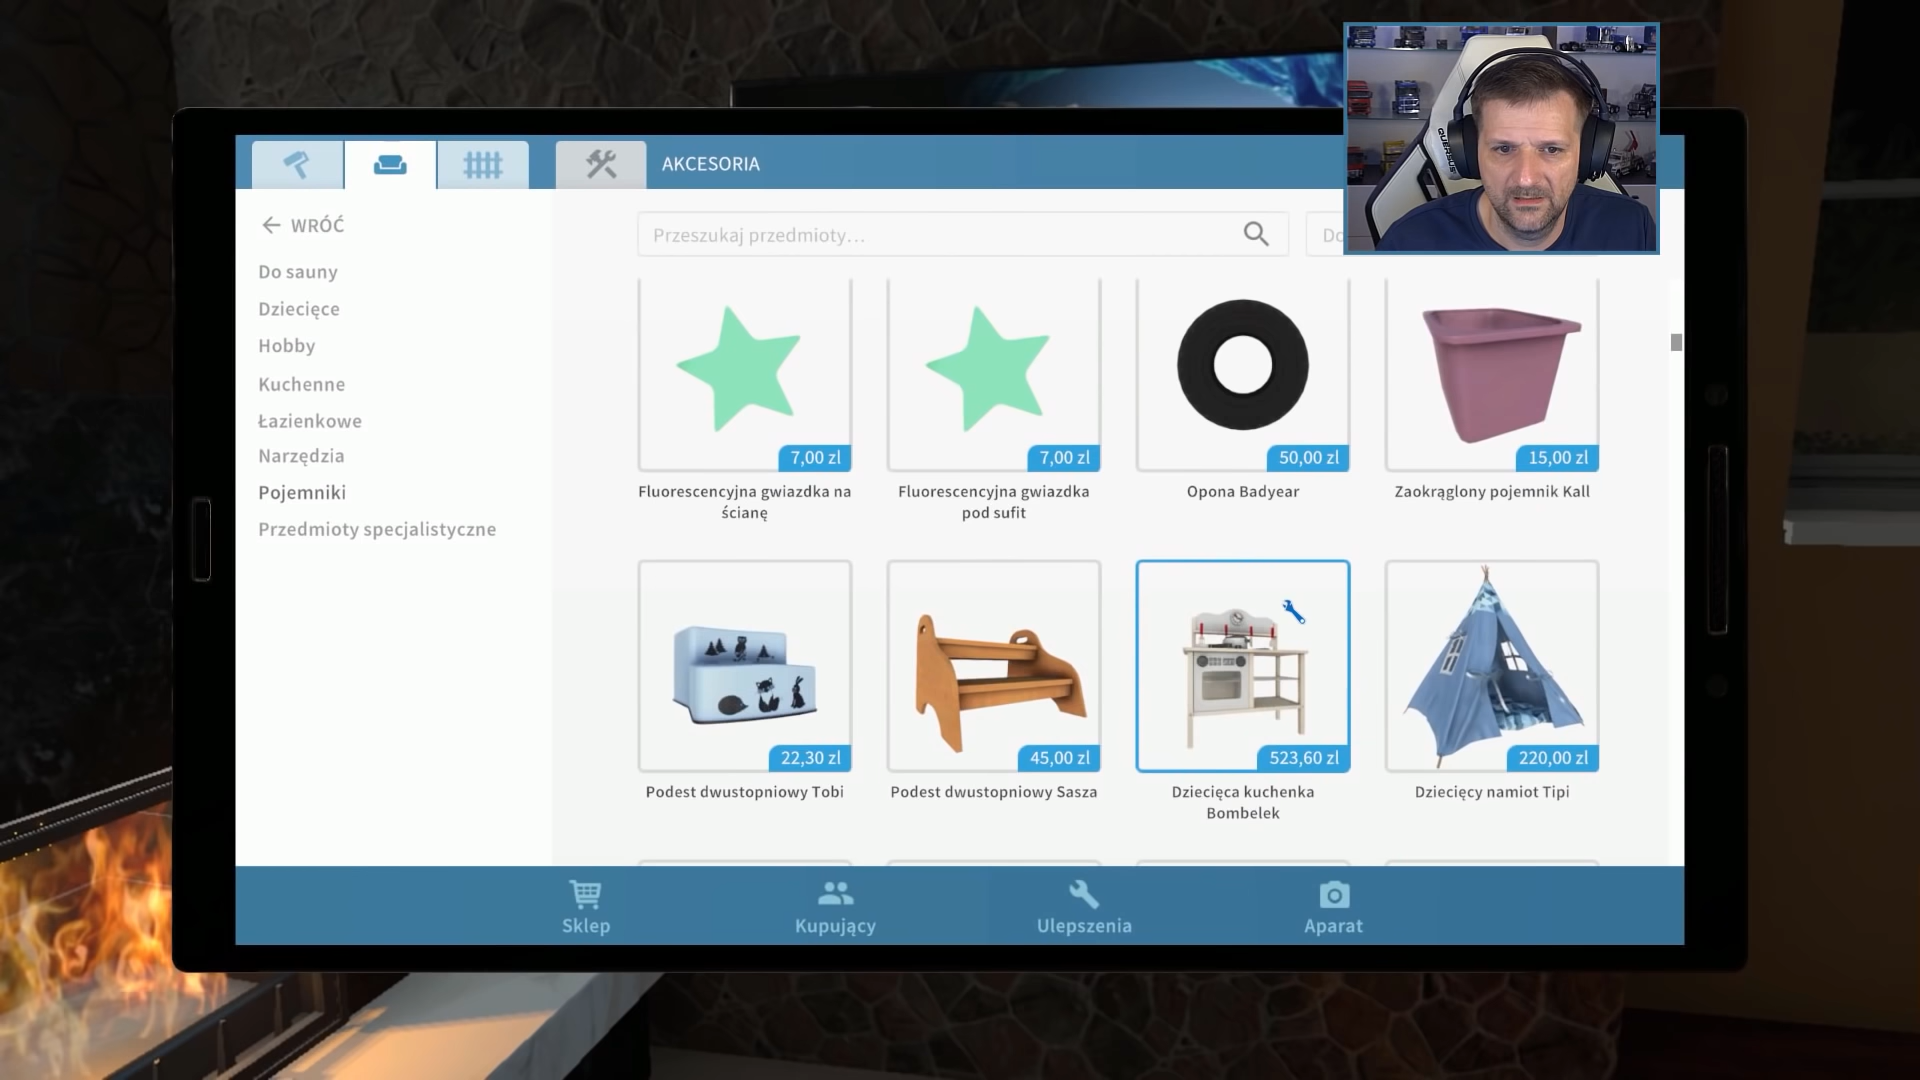 AKCESORIA
WRÓĆ
Do sauny
Dziecięce
Hobby
Kuchenne
Łazienkowe
Narzędzia
Pojemniki
Przedmioty specjalistyczne
Przeszukaj przedmioty...
Do
7,00 zl
7,00 zl
50,00 zl
15,00 zl
Fluorescencyjna gwiazdka na
ścianę
Fluorescencyjna gwiazdka
pod sufit
Opona Badyear
Zaokrąglony pojemnik Kall
22,30 zl
45,00 zl
523,60 zl
220,00 zl
Podest dwustopniowy Tobi
Podest dwustopniowy Sasza
Dziecięca kuchenka
Bombelek
Dziecięcy namiot Tipi
Sklep
Kupujący
Ulepszenia
Aparat